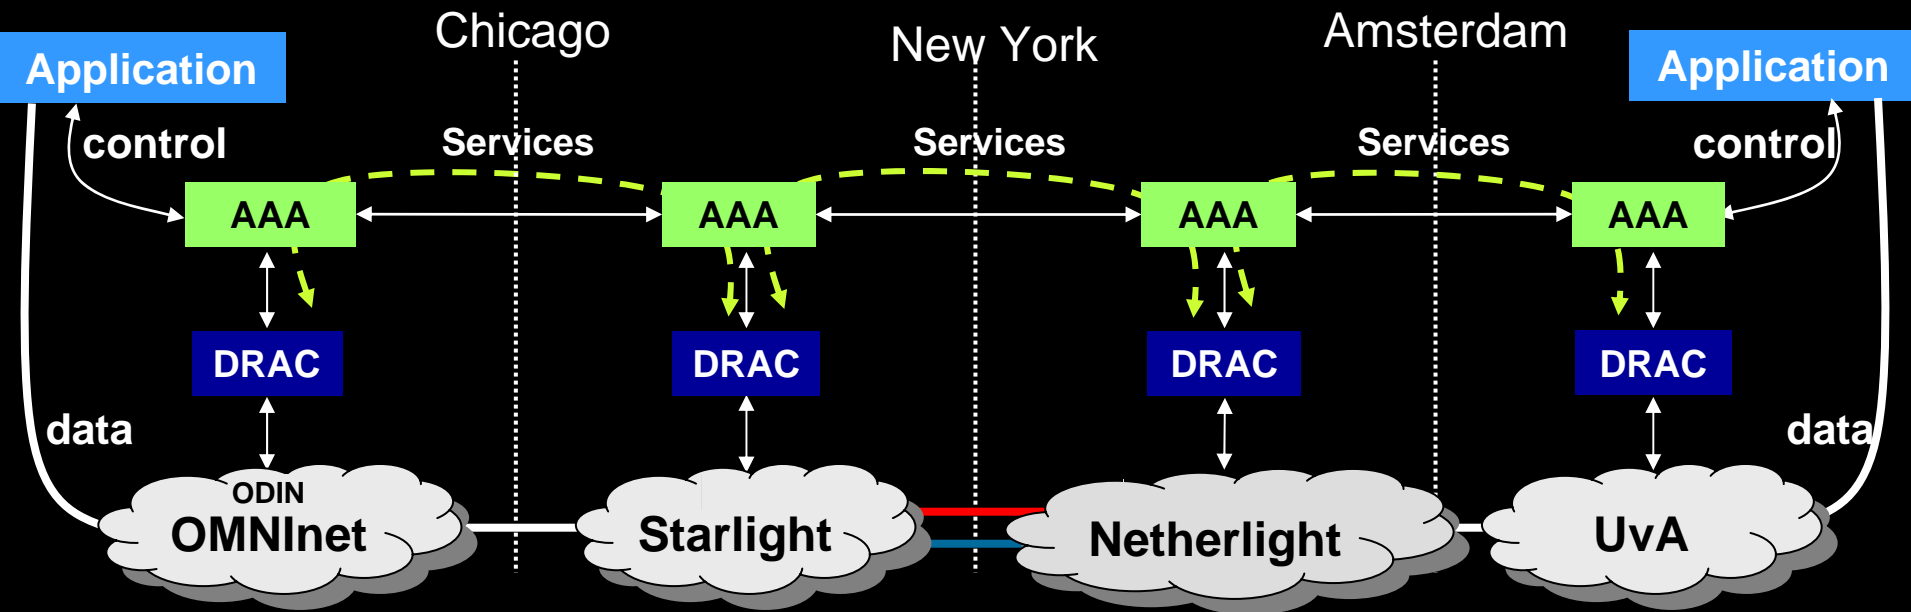 Chicago
New York
Amsterdam
Application
Application
control
Services
Services
Services
control
AAA
AAA
AAA
AAA
DRAC
DRAC
DRAC
DRAC
data
data
ODIN
OMNInet
Starlight
Netherlight
UvA